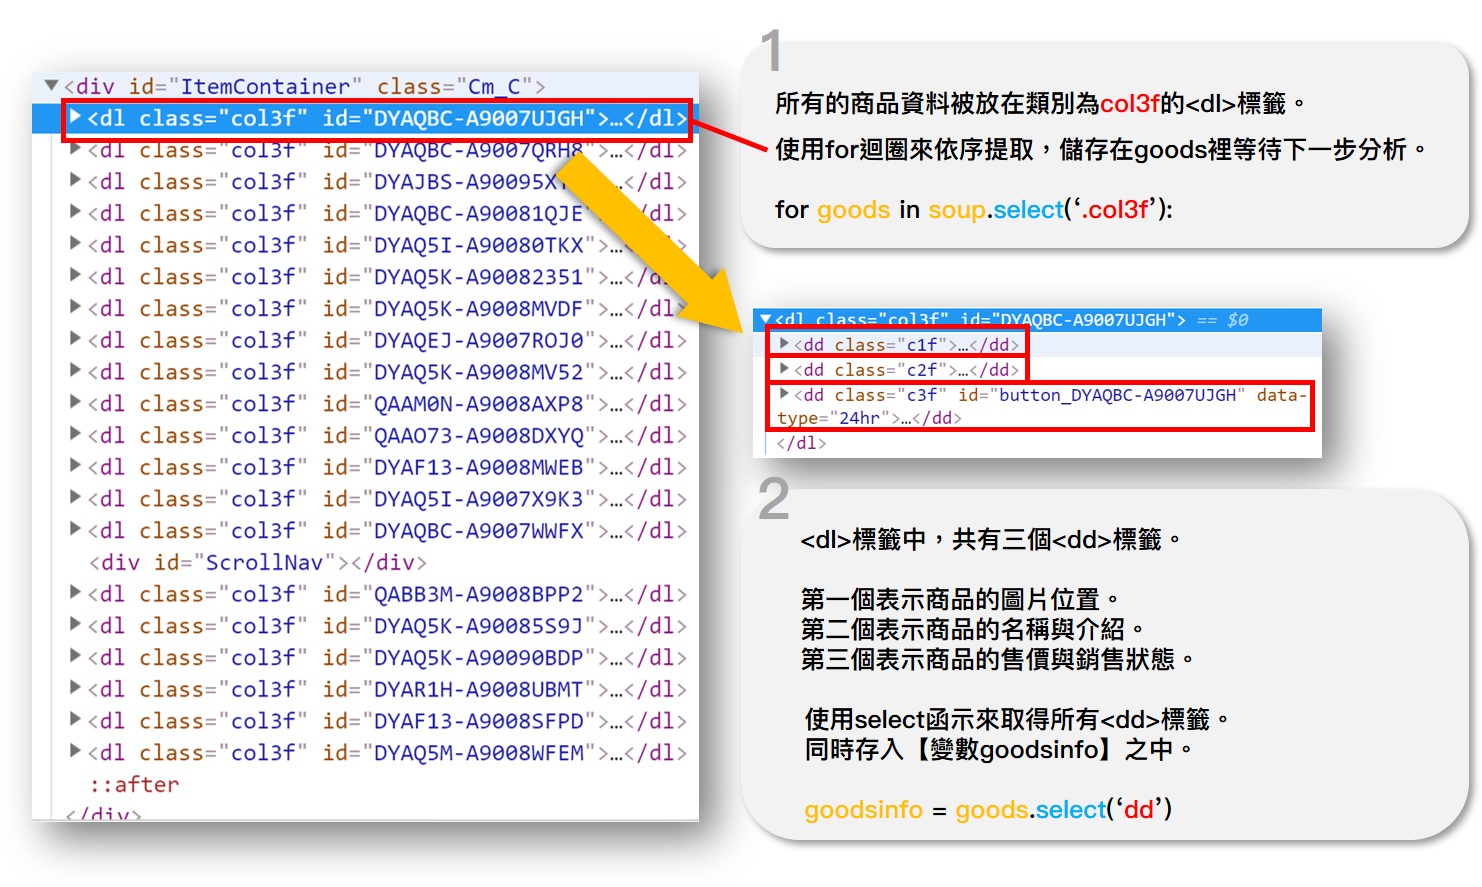 ▼<div id="ItemContainer" class="Cm_C">
▶<dl class="col3f" id="DYAQBC-A9007UJGH">…</dl>
▶<dl class="col3f" id="DYAQBC-A9007QRH8">…</dl>
▶<dl class="col3f" id="DYAJBS-A90095X …</dl>
▶<dl class="col3f" id="DYAQBC-A90081QJE" …</dl>
▶<dl class="col3f" id="DYAQ5I-A90080TKX">…</dl>
▶<dl class="col3f" id="DYAQ5K-A90082351">…</dl>
▶<dl class="col3f" id="DYAQ5K-A9008MVDF">…</dl>
▶<dl class="col3f" id="DYAQEJ-A9007ROJ0">…</dl>
▶<dl class="col3f" id="DYAQ5K-A9008MV52">…</dl>
▶<dl class="col3f" id="QAAM0N-A9008AXP8">…</dl>
▶<dl class="col3f" id="QAAO73-A9008DXYQ">…</dl>
▶<dl class="col3f" id="DYAF13-A9008MWEB">…</dl>
▶<dl class="col3f" id="DYAQ5I-A9007X9K3">…</dl>
▶<dl class="col3f" id="DYAQBC-A9007WWFX">…</dl>
<div id="ScrollNav"></div>
▶<dl class="col3f" id="QABB3M-A9008BPP2">…</dl>
▶<dl class="col3f" id="DYAQ5K-A90085S9J">…</dl>
▶<dl class="col3f" id="DYAQ5K-A90090BDP">…</dl>
▶<dl class="col3f" id="DYAR1H-A9008UBMT">…</dl>
▶<dl class="col3f" id="DYAF13-A9008SFPD">…</dl>
▶<dl class="col3f" id="DYAQ5M-A9008WFEM">…</dl>
::after
</div>
1
所有的商品資料被放在類別為col3f的<dl>標籤。
使用for迴圈來依序提取，儲存在goods裡等待下一步分析。
for goods in soup.select(‘.col3f’):
▼<dl class="col3f" id="DYAQBC-A9007UJGH"> == $0
▶<dd class="c1f">…</dd>
▶<dd class="c2f">…</dd>
▶<dd class="c3f" id="button_DYAQBC-A9007UJGH" data-
type="24hr">…</dd>
</dl>
2
<dl>標籤中，共有三個<dd>標籤。
第一個表示商品的圖片位置。
第二個表示商品的名稱與介紹。
第三個表示商品的售價與銷售狀態。
使用select函示來取得所有<dd>標籤。
同時存入【變數goodsinfo】之中。
goodsinfo = goods.select(‘dd’)